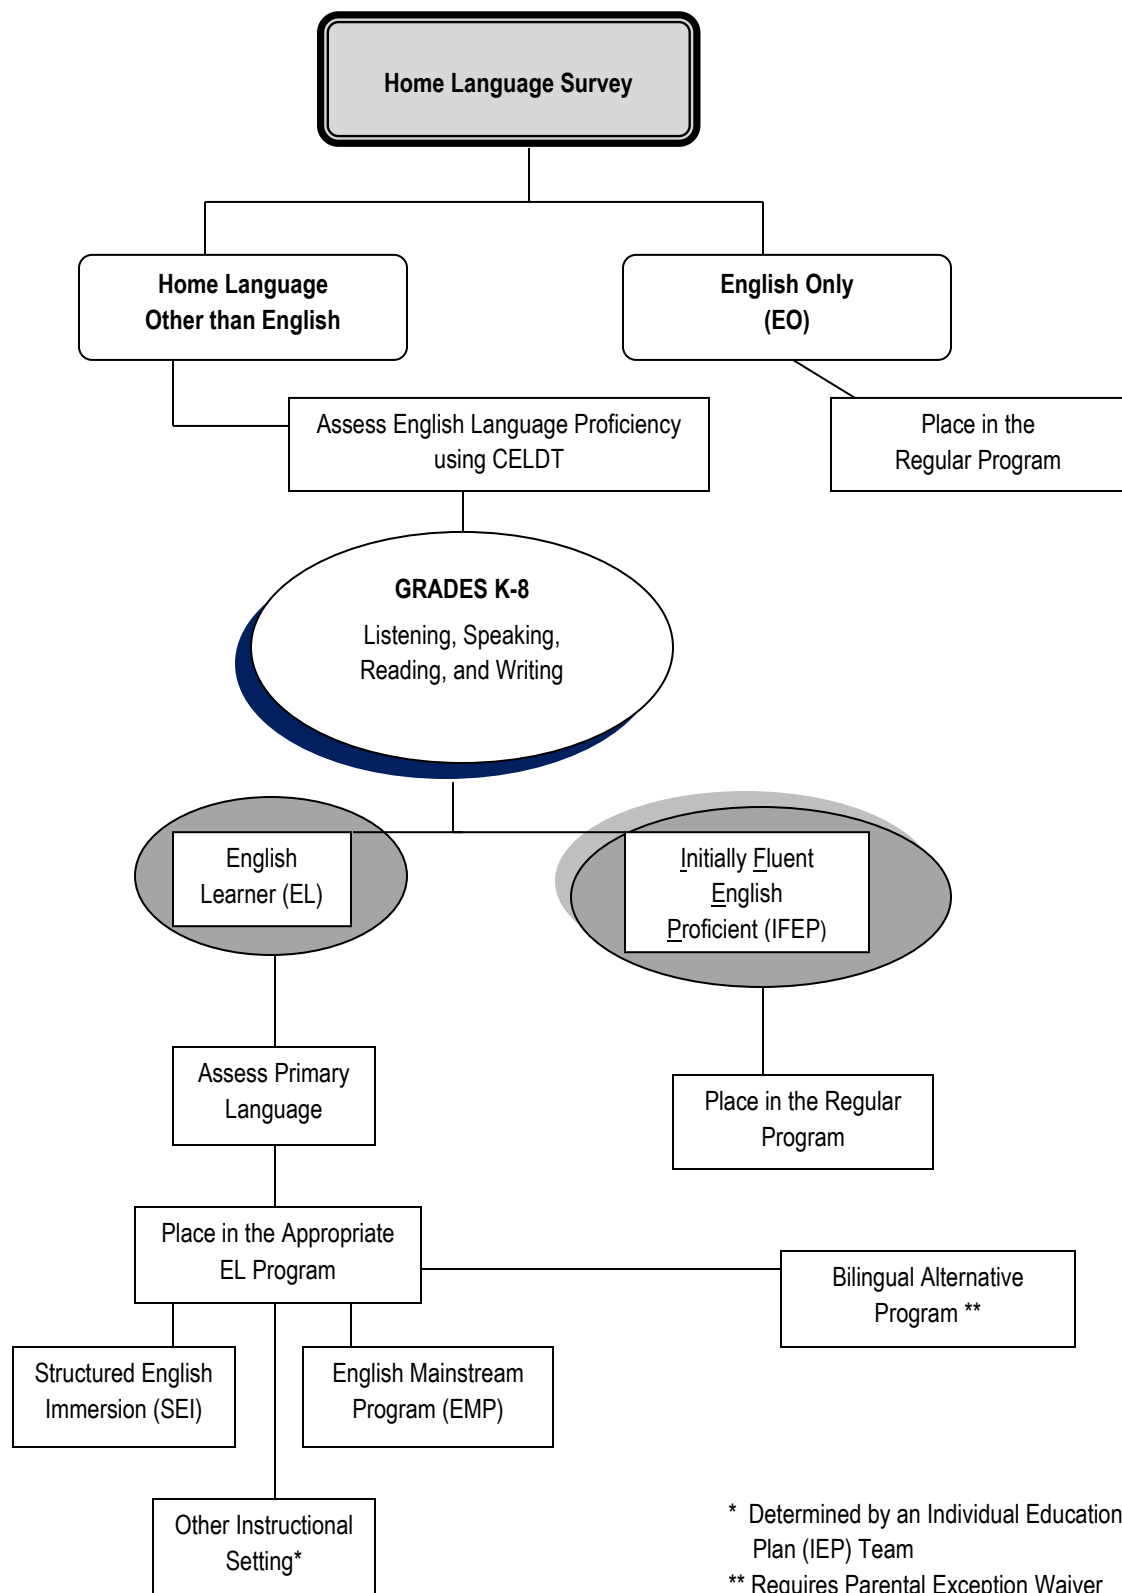 Home Language Survey
Home Language
Other than English
English Only
(EO)
Assess English Language Proficiency
using CELDT
Place in the
Regular Program
GRADES K-8
Listening, Speaking,
Reading, and Writing
English
Learner (EL)
Initially Fluent
English
Proficient (IFEP)
Assess Primary
Language
Place in the Regular
Program
Place in the Appropriate
EL Program
Bilingual Alternative
Program **
Structured English
Immersion (SEI)
English Mainstream
Program (EMP)
Other Instructional
Setting*
* Determined by an Individual Education
Plan (IEP) Team
** Requires Parental Exception Waiver